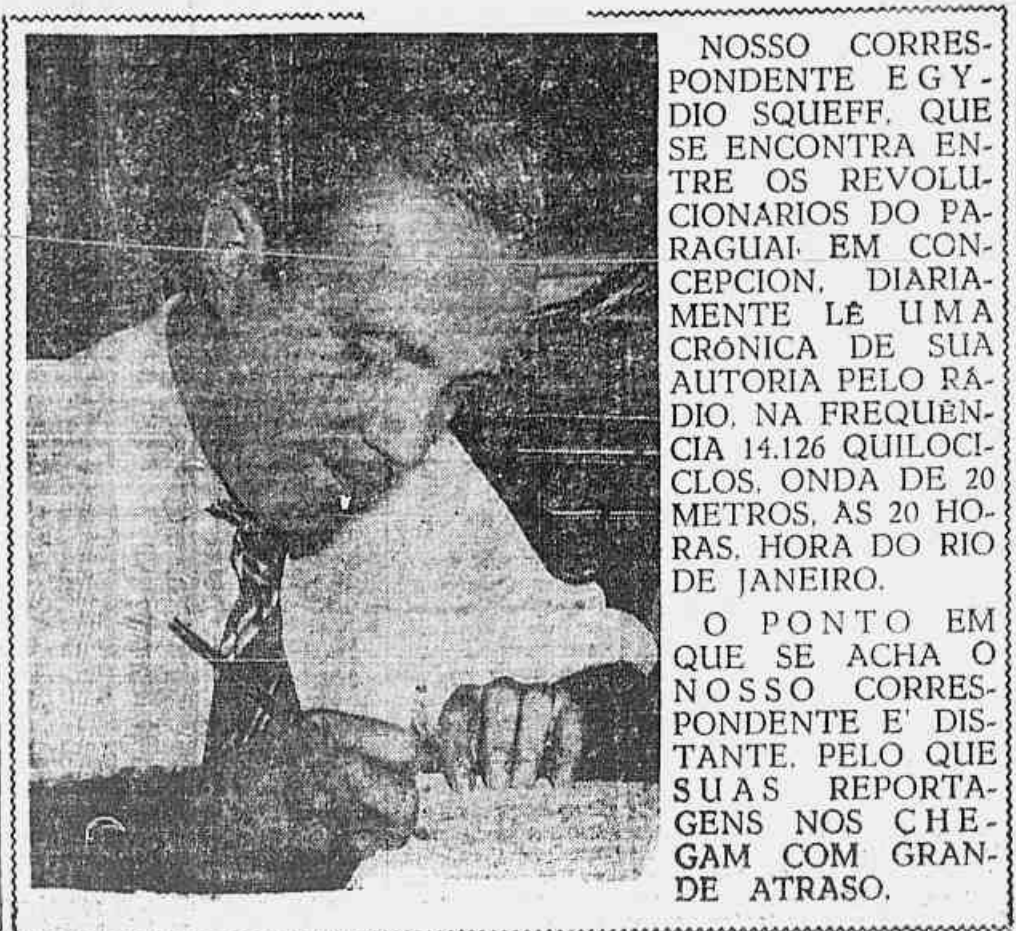 NOSSO CORRES-
PONDENTE EGY-
DIO SQUEFF, QUE
SE ENCONTRA EN-
TRE OS REVOLU-
CIONÁRIOS DO PA-
RAGUAI, EM CON-
CEPCION, DIÀRIA-
MENTE LÊ UMA
CRÔNICA DE SUA
AUTORIA PELO RÁ-
DIO, NA FREQUÊN-
CIA 14.126 QUILOCI-
CLOS, ONDA DE 20
METROS, AS 20 HO-
RAS, HORA DO RIO
DE JANEIRO.
O PONTO EM
QUE SE ACHA O
NOSSO CORRES-
PONDENTE E' DIS-
TANTE, PELO QUE
SUAS REPORTA-
GENS NOS CHE-
GAM COM GRAN-
DE ATRASO.